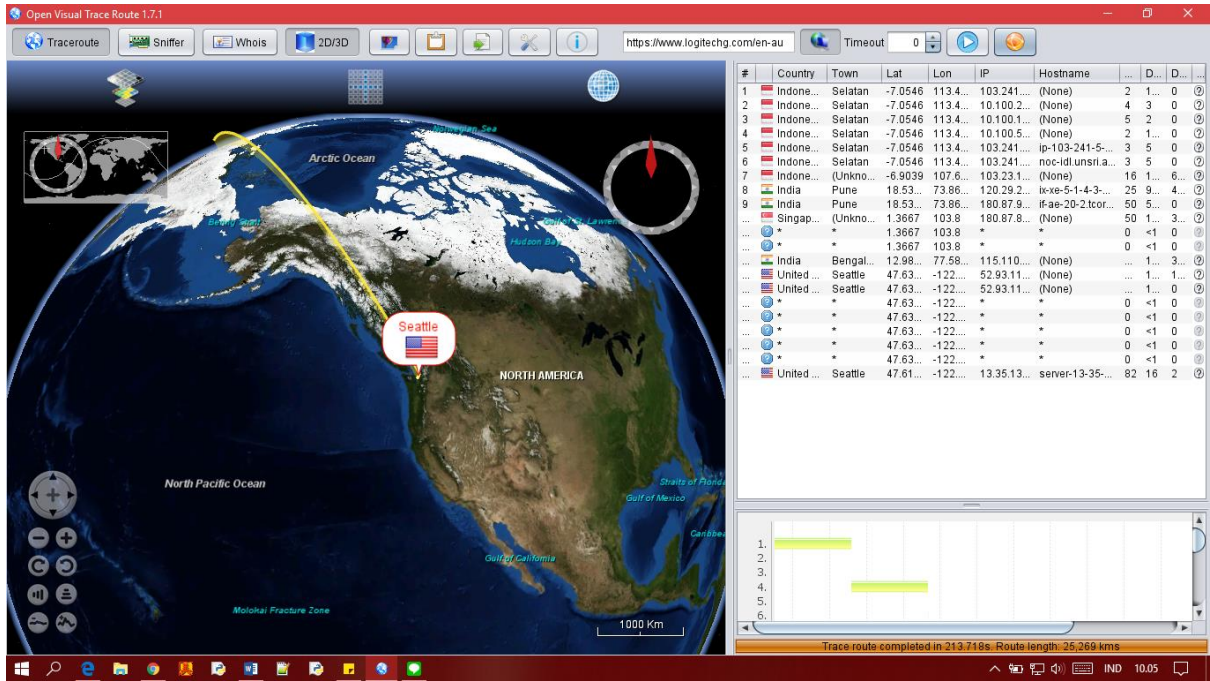 Open Visual Trace Route 1.7.1
Traceroute Sniffer Whois 2D/3D https://www.logitechg.com/en-au Timeout 0
# Country Town Lat Lon IP Hostname ... D... D... ...
1 Indone... Selatan -7.0546 113.4... 103.241.... (None) 2 1... 0
2 Indone... Selatan -7.0546 113.4... 10.100.2... (None) 4 3 0
3 Indone... Selatan -7.0546 113.4... 10.100.1... (None) 5 2 0
4 Indone... Selatan -7.0546 113.4... 10.100.5... (None) 2 1... 0
5 Indone... Selatan -7.0546 113.4... 103.241.... ip-103-241-5-... 3 5 0
6 Indone... Selatan -7.0546 113.4... 103.241.... noc-idl.unsri.a... 3 5 0
7 Indone... (Unkno... -6.9039 107.6... 103.23.1... (None) 16 1... 6...
8 India Pune 18.53... 73.86... 120.29.2... ix-xe-5-1-4-3-... 25 9... 4...
9 India Pune 18.53... 73.86... 180.87.9... if-ae-20-2.tcor... 50 5... 0
... Singap... (Unkno... 1.3667 103.8 180.87.8... (None) 50 1... 3...
... * * 1.3667 103.8 * * 0 <1 0
... * * 1.3667 103.8 * * 0 <1 0
... India Bengal... 12.98... 77.58... 115.110.... (None) ... 1... 3...
... United ... Seattle 47.63... -122.... 52.93.11... (None) ... 1... 1...
... United ... Seattle 47.63... -122.... 52.93.11... (None) ... 1... 0
... * * 47.63... -122.... * * 0 <1 0
... * * 47.63... -122.... * * 0 <1 0
... * * 47.63... -122.... * * 0 <1 0
... * * 47.63... -122.... * * 0 <1 0
... * * 47.63... -122.... * * 0 <1 0
... United ... Seattle 47.61... -122.... 13.35.13... server-13-35-... 82 16 2
Norwegian Sea
Arctic Ocean
Bering Strait
Gulf of St. Lawren
Hudson Bay
Seattle
NORTH AMERICA
North Pacific Ocean
Straits of Florida
Gulf of Mexico
Caribbea
Gulf of California
Molokai Fracture Zone
1000 Km
1.
2.
3.
4.
5.
6.
Trace route completed in 213.718s. Route length: 25,269 kms
IND 10.05